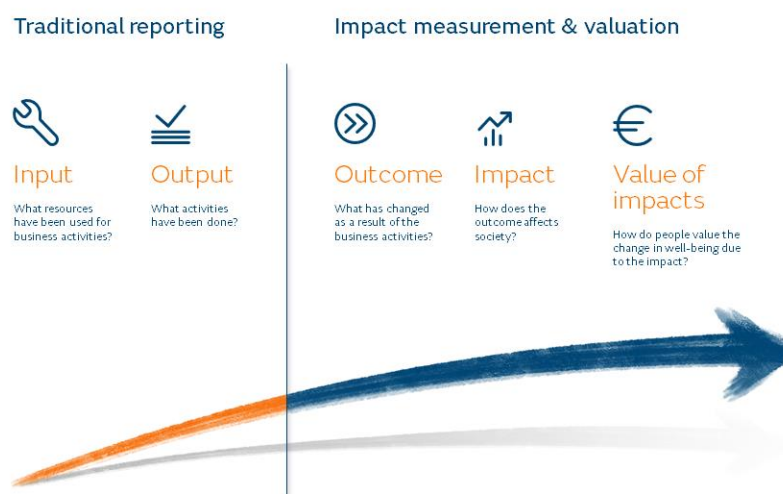 Traditional reporting
Impact measurement & valuation
Input
What resources
have been used for
business activities?
Output
What activities
have been done?
Outcome
What has changed
as a result of the
business activities?
Impact
How does the
outcome affects
society?
€
Value of
impacts
How do people value the
change in well-being due
to the impact?